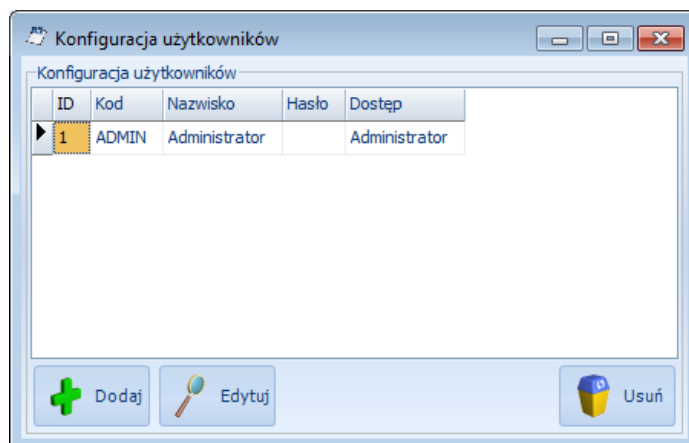 Konfiguracja użytkowników
Konfiguracja użytkowników
ID Kod Nazwisko Hasło Dostęp
1 ADMIN Administrator Administrator
Dodaj Edytuj Usuń